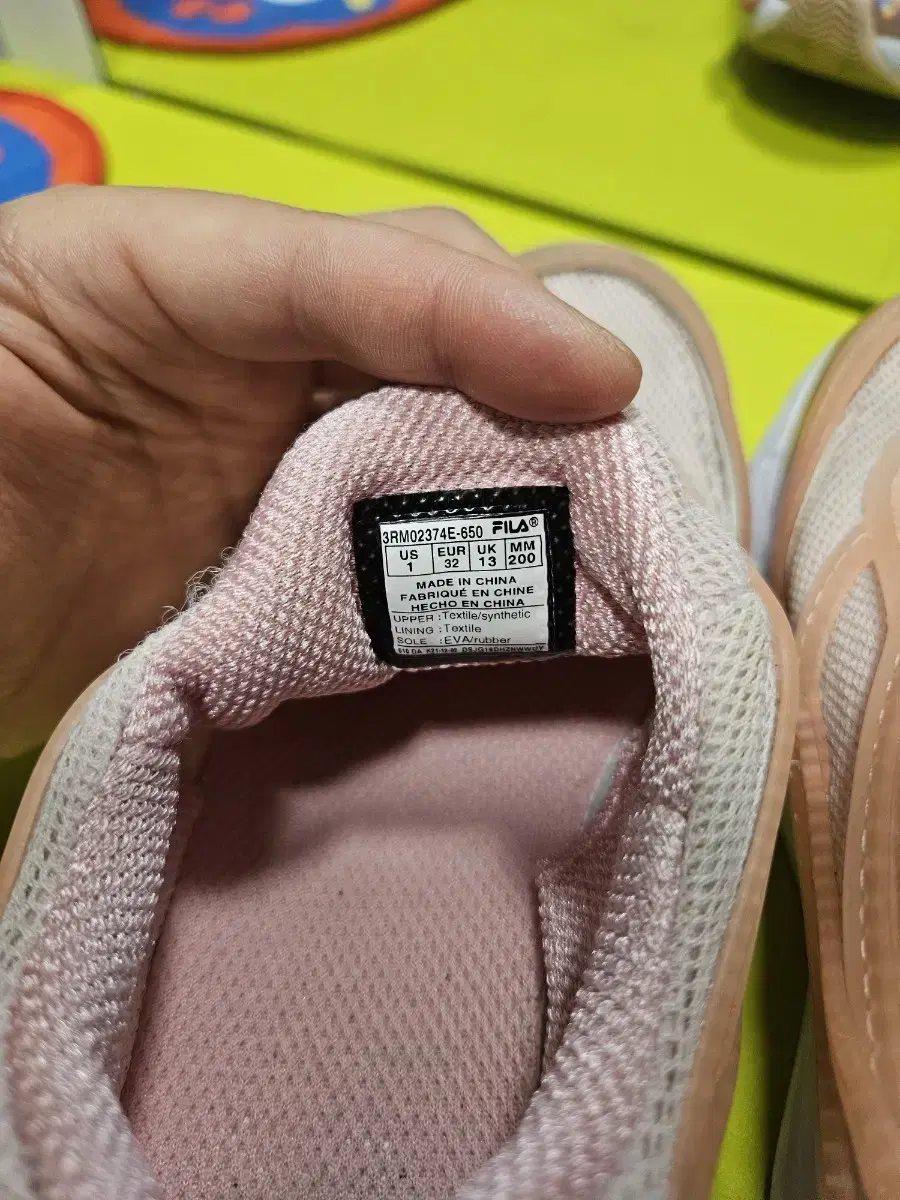 3RM02374E-650 FILA®
US EUR UK MM
1 32 13 200
MADE IN CHINA
FABRIQUÉ EN CHINE
HECHO EN CHINA
UPPER :Textile/synthetic
LINING :Textile
SOLE :EVA/rubber